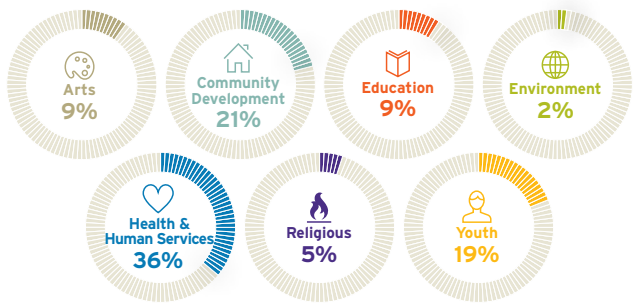 Arts
9%
Community
Development
21%
Education
9%
Environment
2%
Health &
Human Services
36%
Religious
5%
Youth
19%